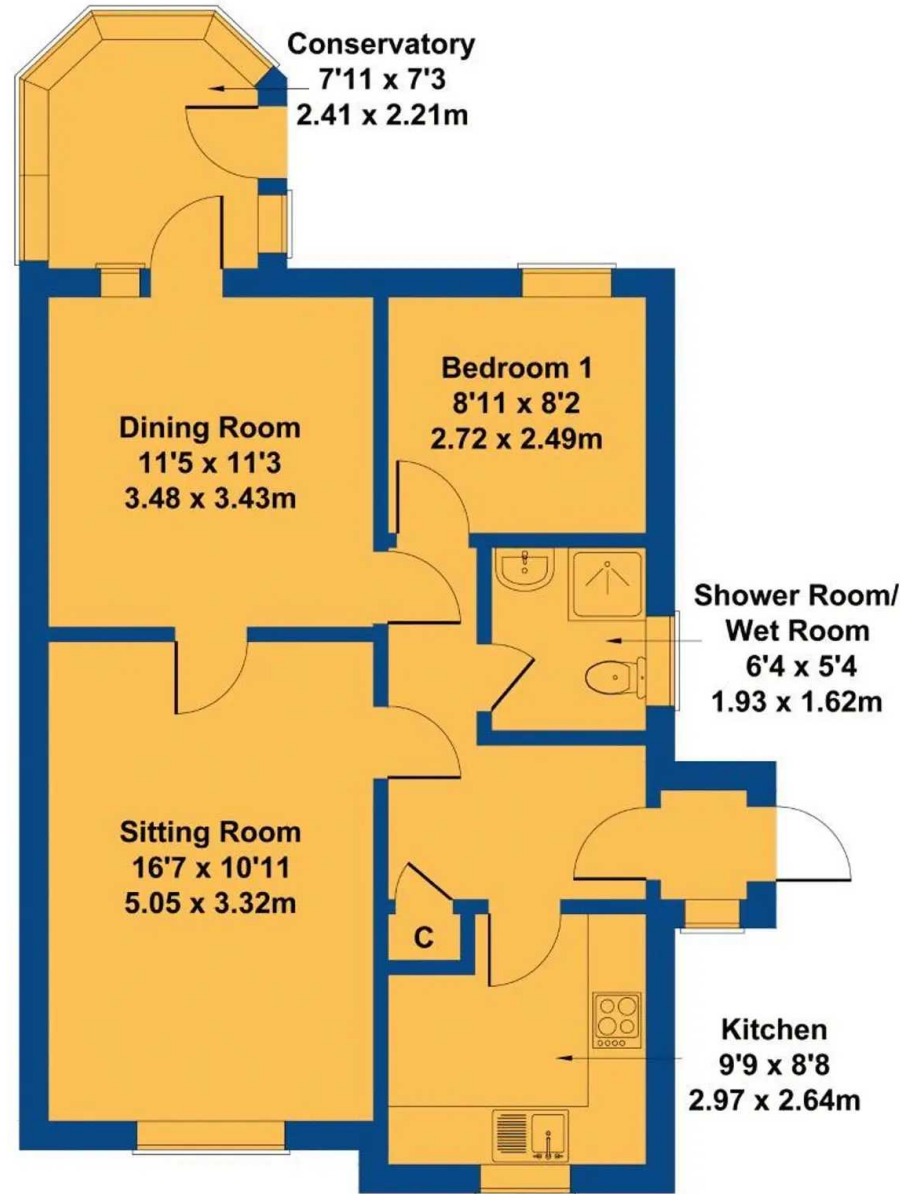 Conservatory
7'11 x 7'3
2.41 x 2.21m
Bedroom 1
8'11 x 8'2
2.72 x 2.49m
Dining Room
11'5 x 11'3
3.48 x 3.43m
Shower Room/
Wet Room
6'4 x 5'4
1.93 x 1.62m
Sitting Room
16'7 x 10'11
5.05 x 3.32m
C
Kitchen
9'9 x 8'8
2.97 x 2.64m